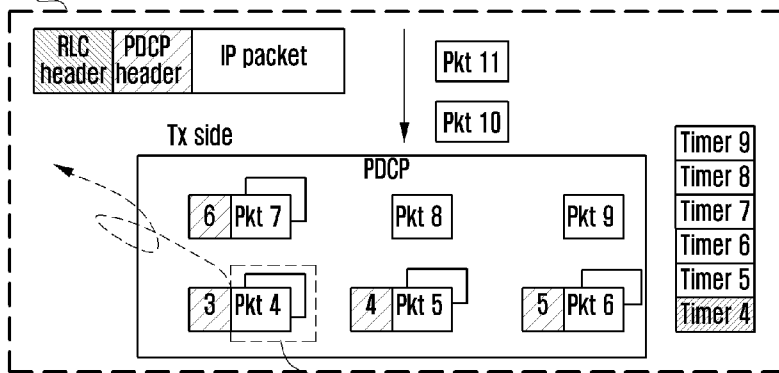 RLC header
PDCP header
IP packet
Pkt 11
Pkt 10
Tx side
PDCP
6 Pkt 7
Pkt 8
Pkt 9
3 Pkt 4
4 Pkt 5
5 Pkt 6
Timer 9
Timer 8
Timer 7
Timer 6
Timer 5
Timer 4